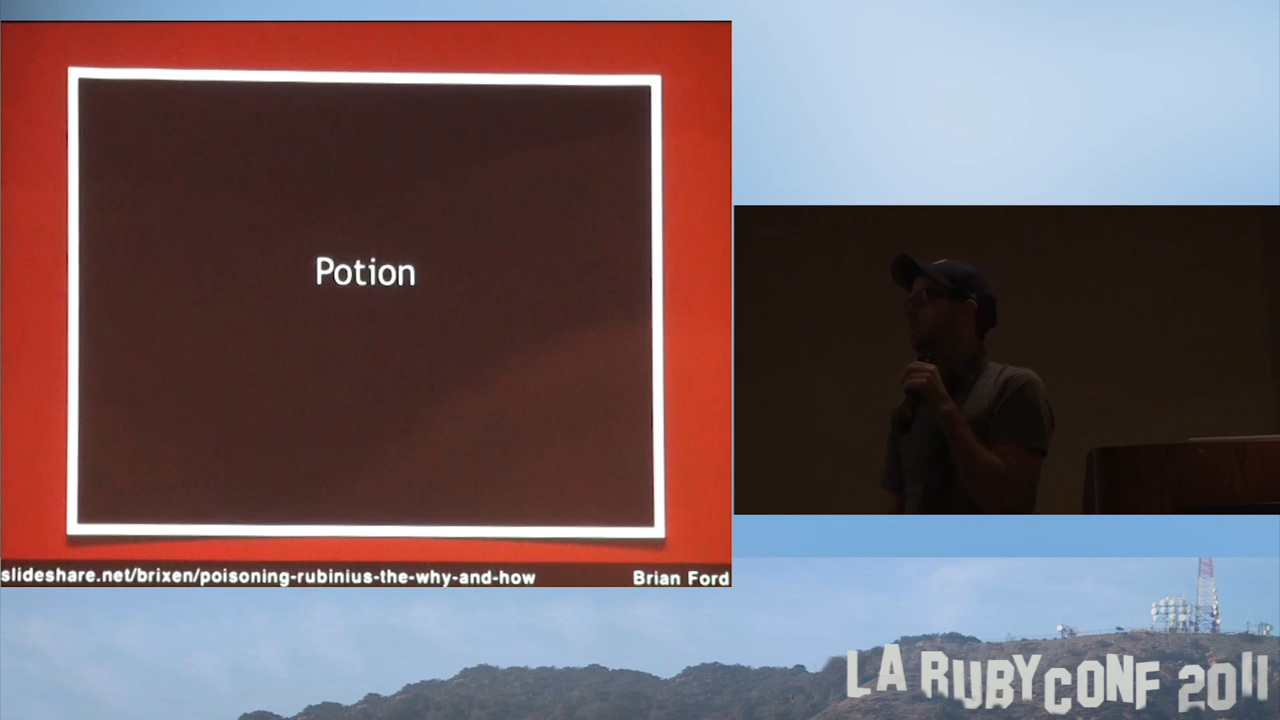 Potion
slideshare.net/brixen/poisoning-rubinius-the-why-and-how
Brian Ford
LA RUBYCONF 2011